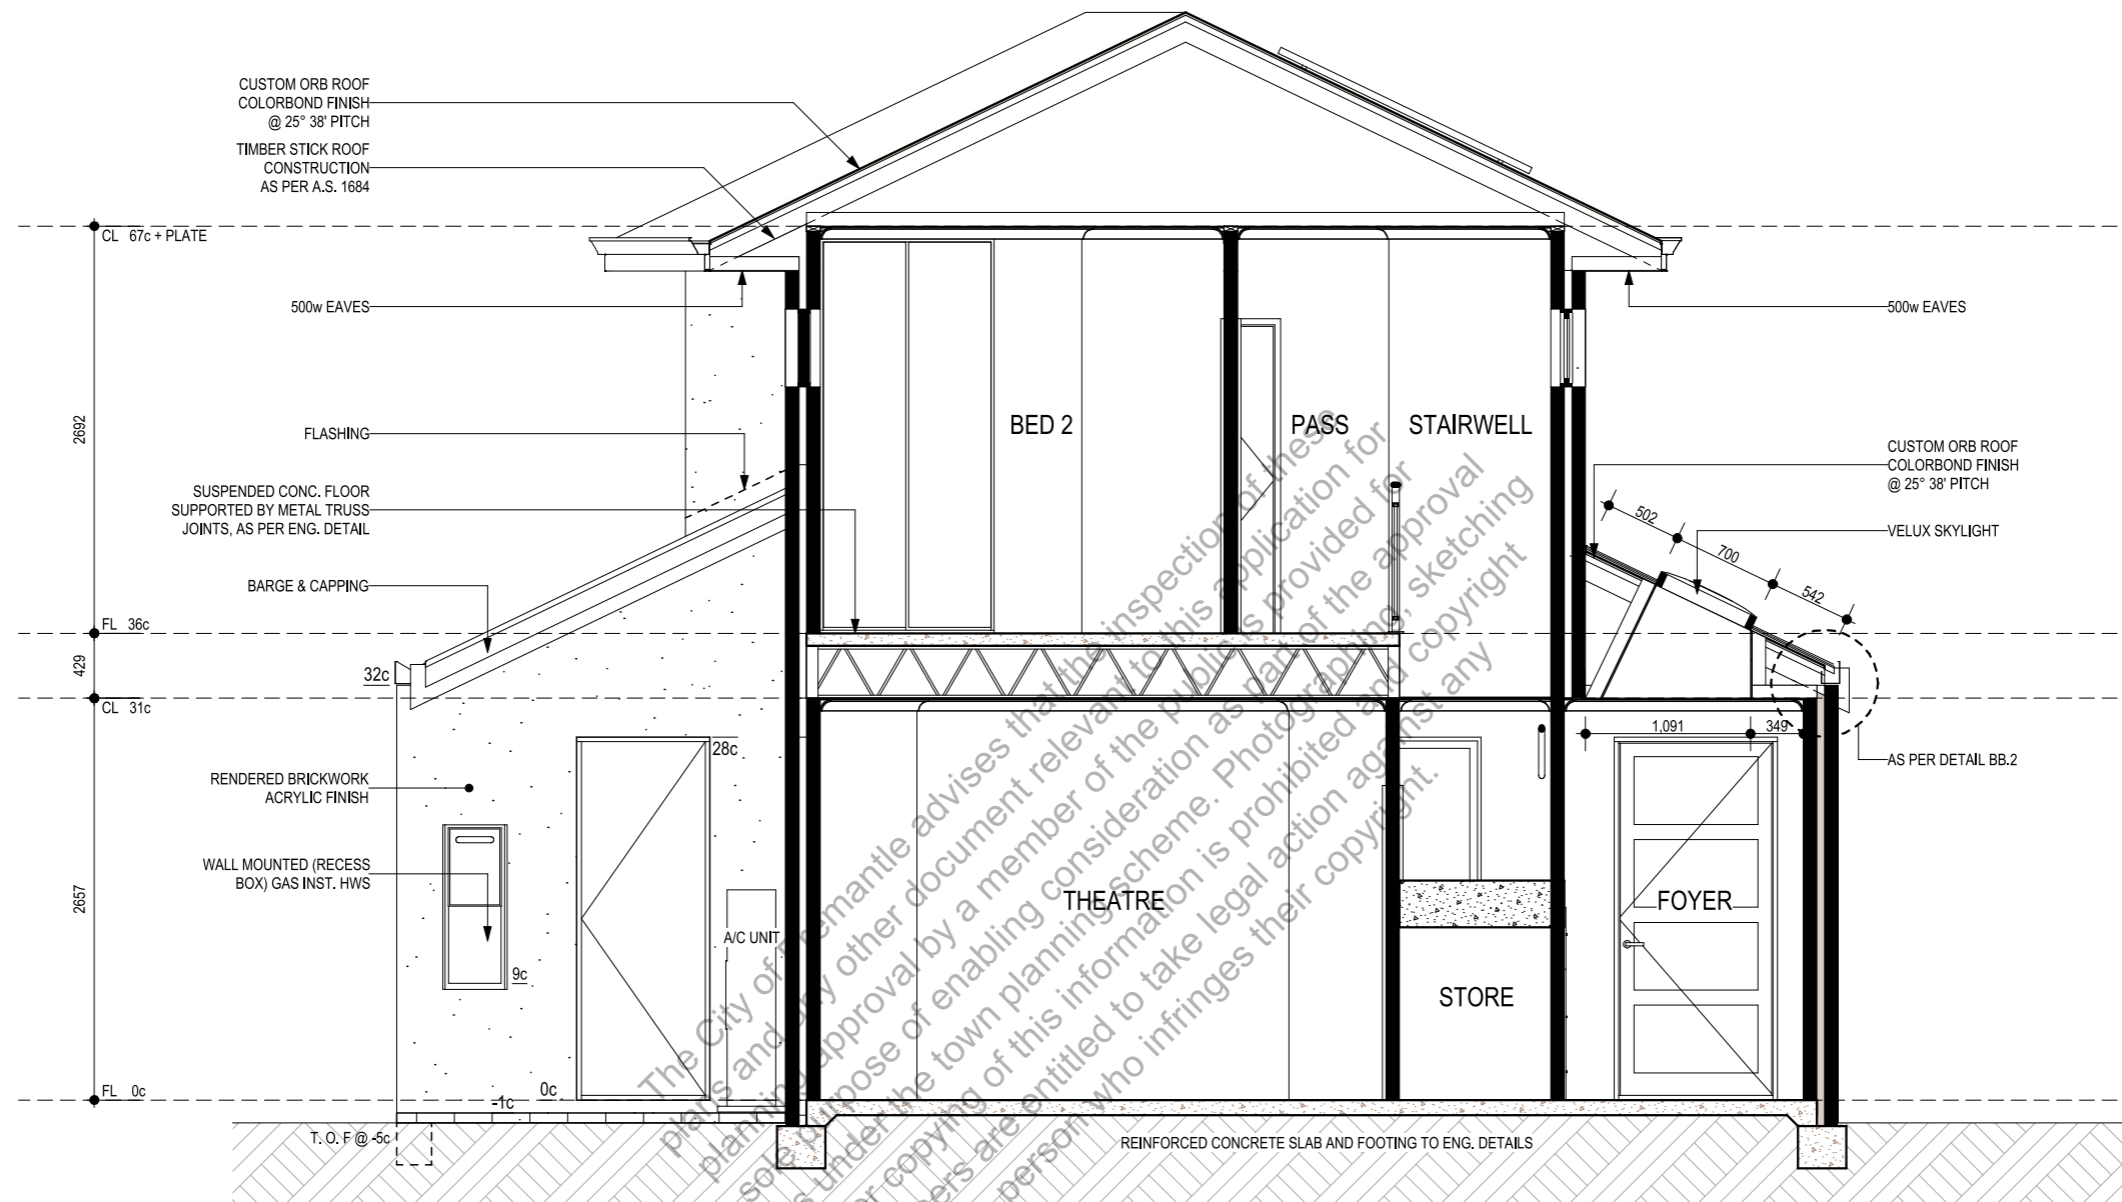 CUSTOM ORB ROOF
COLORBOND FINISH
@ 25° 38' PITCH
TIMBER STICK ROOF
CONSTRUCTION
AS PER A.S. 1684
CL 67c + PLATE
500w EAVES
500w EAVES
2692
FLASHING
BED 2
PASS
STAIRWELL
CUSTOM ORB ROOF
COLORBOND FINISH
@ 25° 38' PITCH
SUSPENDED CONC. FLOOR
SUPPORTED BY METAL TRUSS
JOINTS, AS PER ENG. DETAIL
502
700
542
VELUX SKYLIGHT
BARGE & CAPPING
FL 36c
429
32c
CL 31c
28c
1,091
349
AS PER DETAIL BB.2
RENDERED BRICKWORK
ACRYLIC FINISH
WALL MOUNTED (RECESS
BOX) GAS INST. HWS
2657
THEATRE
FOYER
A/C UNIT
9c
STORE
FL 0c
-1c
0c
T. O. F @ -5c
REINFORCED CONCRETE SLAB AND FOOTING TO ENG. DETAILS
The City of Fremantle advises that the inspection of these
plans and any other document relevant to this application for
planning approval by a member of the public is provided for
sole purpose of enabling consideration as part of the approval
under the town planning scheme. Photographing, sketching
or copying of this information is prohibited and copyright
are entitled to take legal action against any
person who infringes their copyright.